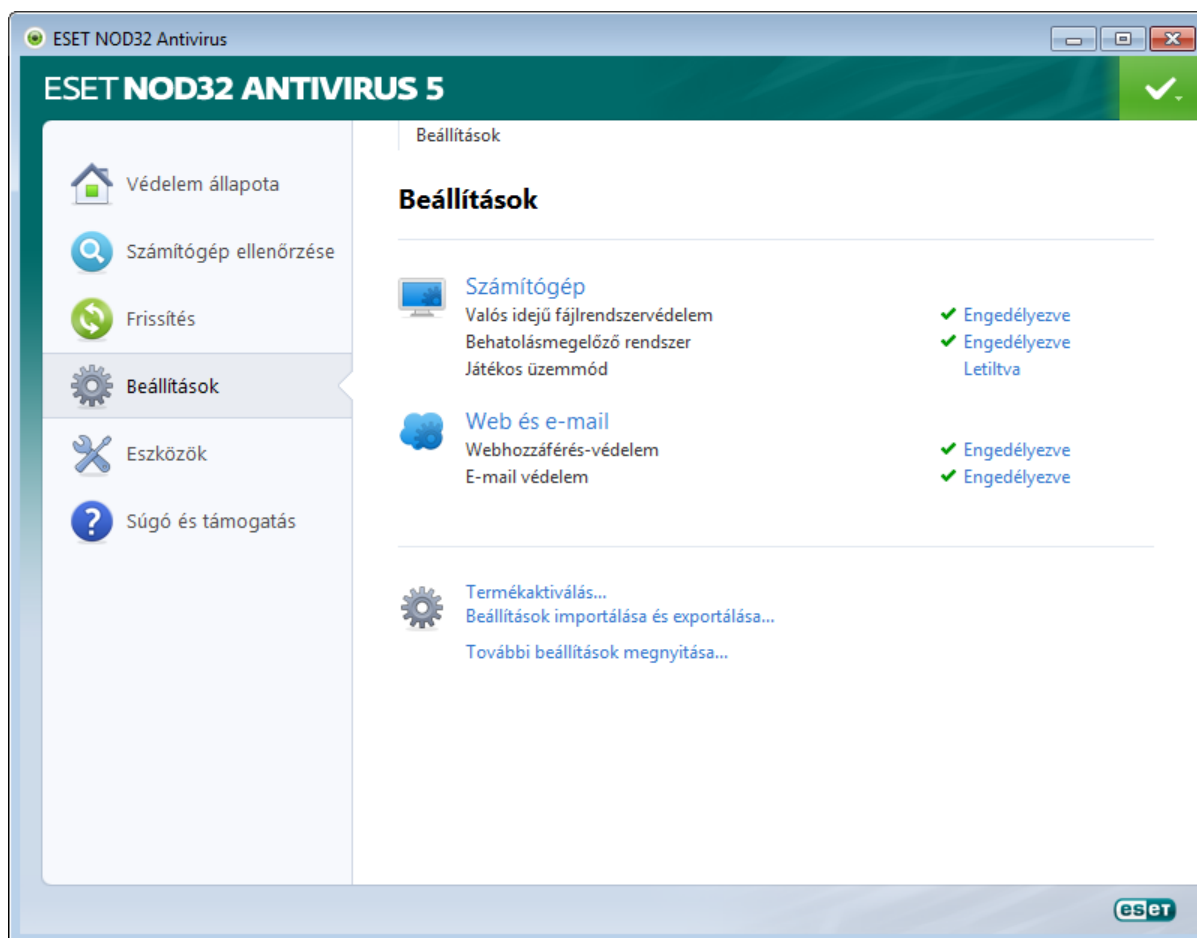 ESET NOD32 Antivirus
ESET NOD32 ANTIVIRUS 5
Védelem állapota
Számítógép ellenőrzése
Frissítés
Beállítások
Eszközök
Súgó és támogatás
Beállítások
Beállítások
Számítógép
Valós idejű fájlrendszervédelem Engedélyezve
Behatolásmegelőző rendszer Engedélyezve
Játékos üzemmód Letiltva
Web és e-mail
Webhozzáférés-védelem Engedélyezve
E-mail védelem Engedélyezve
Termékaktiválás...
Beállítások importálása és exportálása...
További beállítások megnyitása...
eset